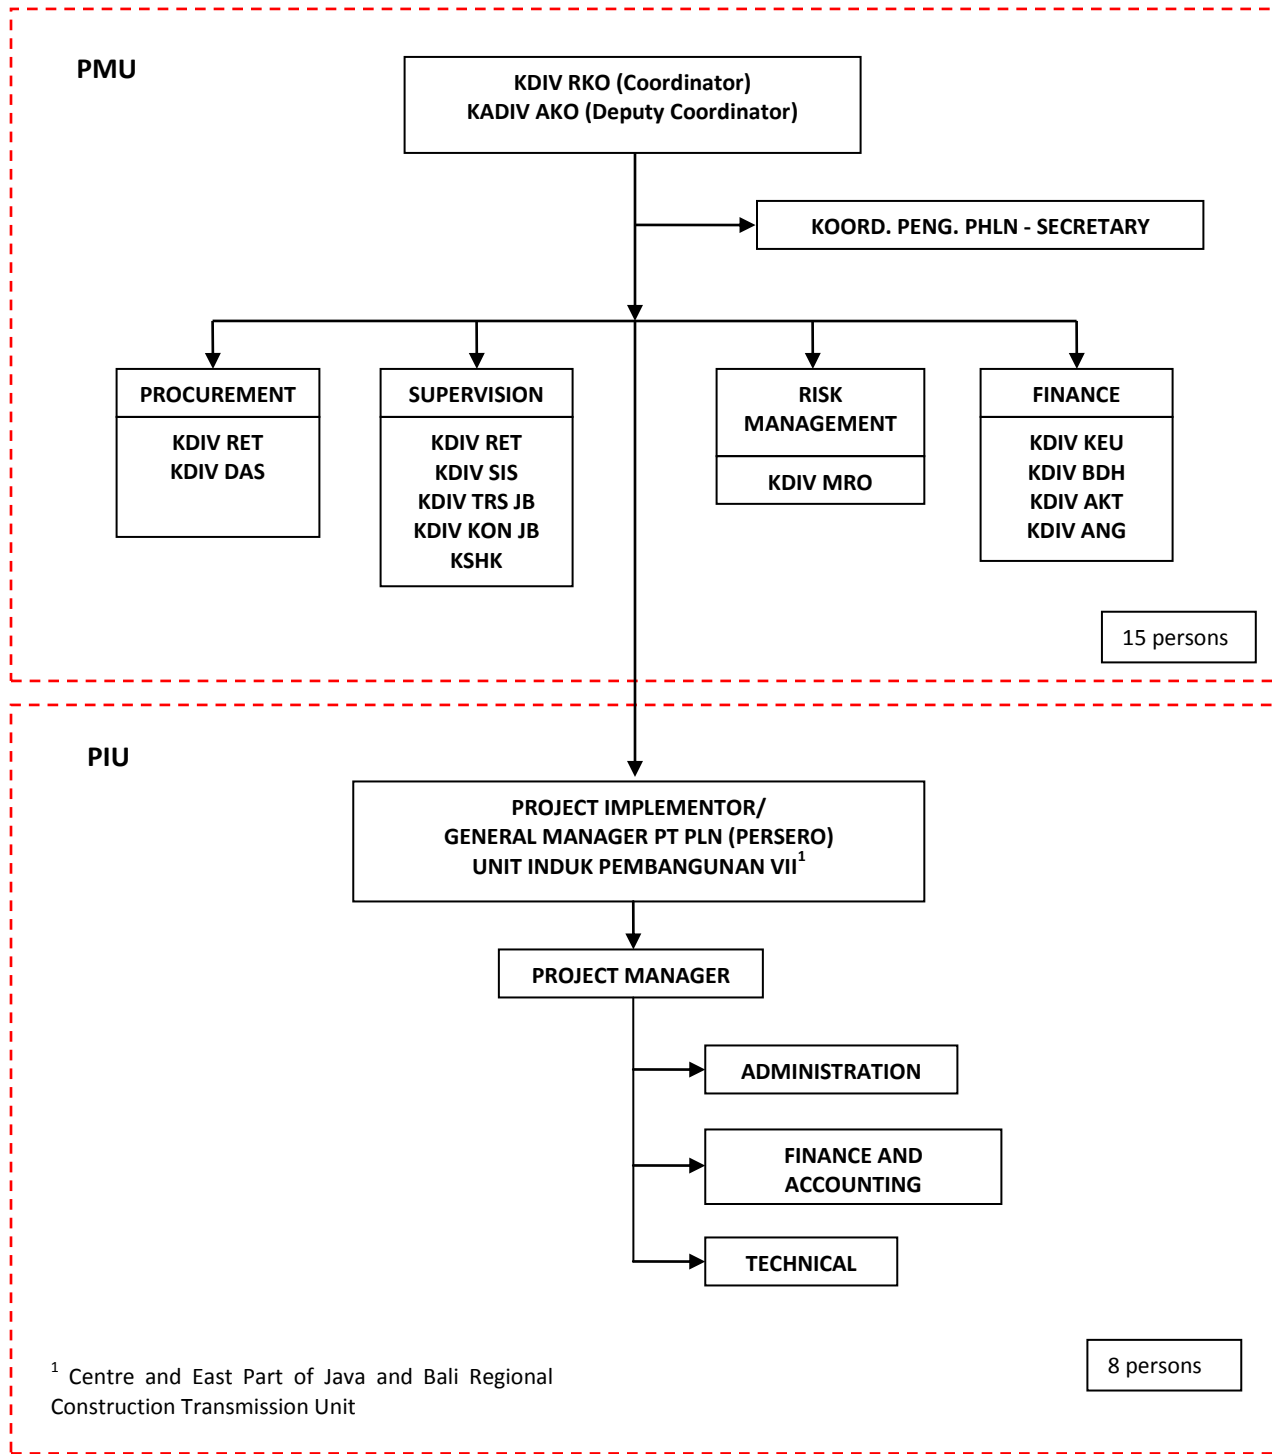 PMU
KDIV RKO (Coordinator)
KADIV AKO (Deputy Coordinator)
KOORD. PENG. PHLN - SECRETARY
PROCUREMENT
KDIV RET
KDIV DAS
SUPERVISION
KDIV RET
KDIV SIS
KDIV TRS JB
KDIV KON JB
KSHK
RISK
MANAGEMENT
KDIV MRO
FINANCE
KDIV KEU
KDIV BDH
KDIV AKT
KDIV ANG
15 persons
PIU
PROJECT IMPLEMENTOR/
GENERAL MANAGER PT PLN (PERSERO)
UNIT INDUK PEMBANGUNAN VII¹
PROJECT MANAGER
ADMINISTRATION
FINANCE AND
ACCOUNTING
TECHNICAL
8 persons
¹ Centre and East Part of Java and Bali Regional
Construction Transmission Unit